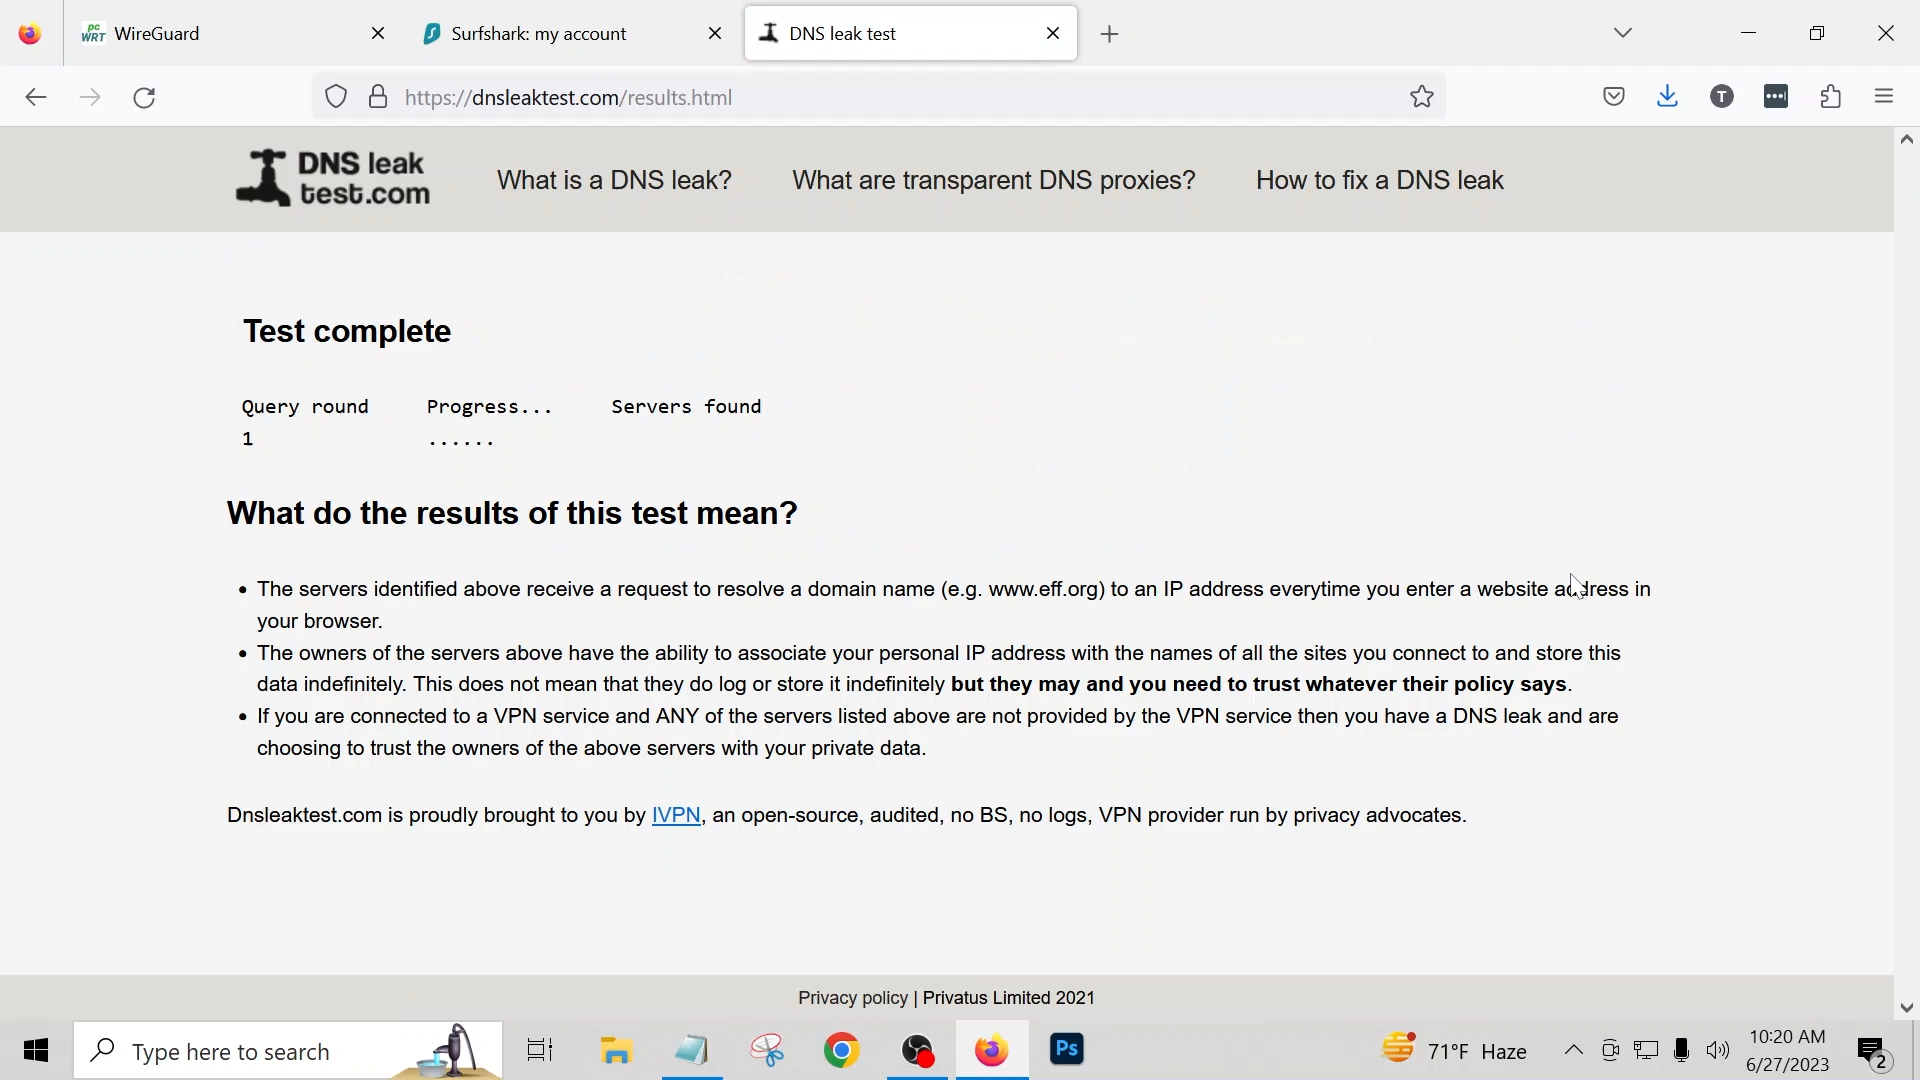 WireGuard
Surfshark: my account
DNS leak test
https://dnsleaktest.com/results.html
T
DNS leak
test.com
What is a DNS leak?
What are transparent DNS proxies?
How to fix a DNS leak
Test complete
Query round Progress... Servers found
1 ......
What do the results of this test mean?
• The servers identified above receive a request to resolve a domain name (e.g. www.eff.org) to an IP address everytime you enter a website address in
your browser.
• The owners of the servers above have the ability to associate your personal IP address with the names of all the sites you connect to and store this
data indefinitely. This does not mean that they do log or store it indefinitely but they may and you need to trust whatever their policy says.
• If you are connected to a VPN service and ANY of the servers listed above are not provided by the VPN service then you have a DNS leak and are
choosing to trust the owners of the above servers with your private data.
Dnsleaktest.com is proudly brought to you by IVPN, an open-source, audited, no BS, no logs, VPN provider run by privacy advocates.
Privacy policy | Privatus Limited 2021
Type here to search
Ps
71°F Haze
10:20 AM
6/27/2023
2
pc
WRT